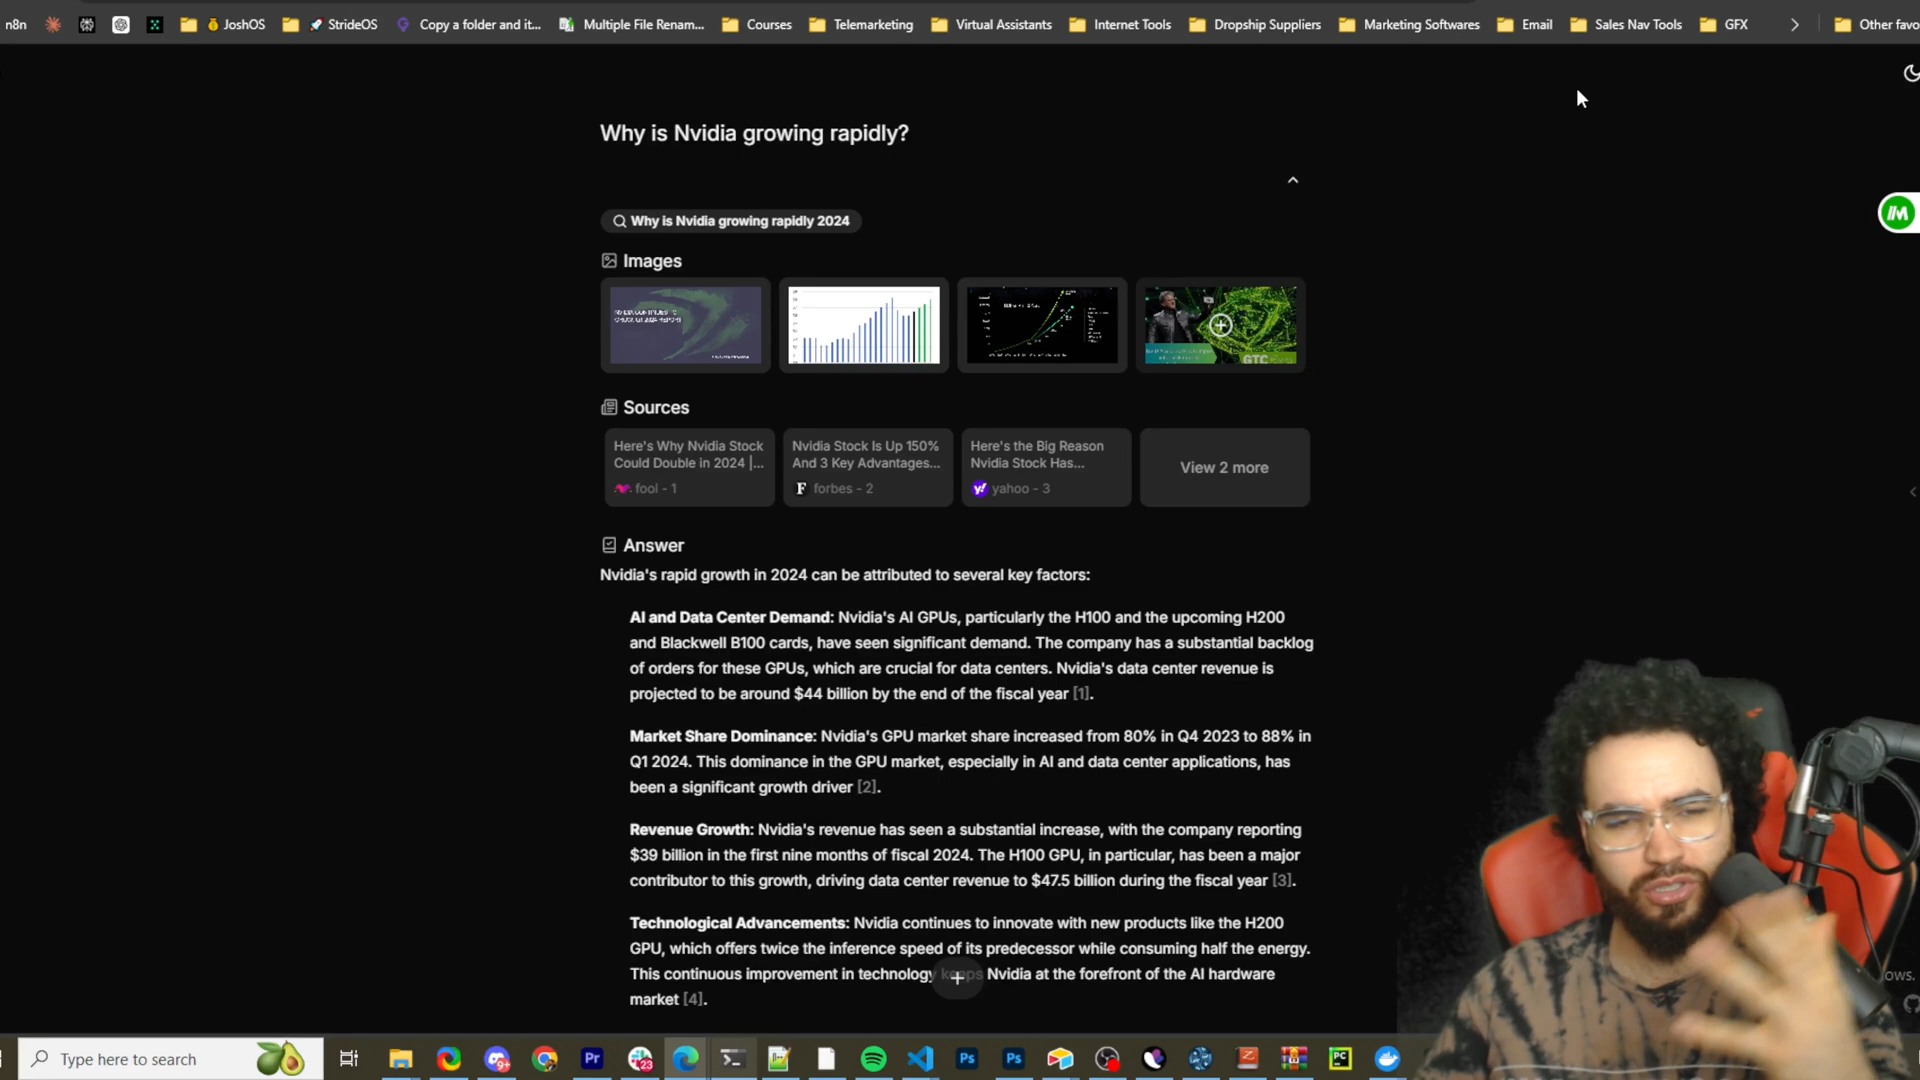 n8n
JoshOS
StrideOS
Copy a folder and it...
Multiple File Renam...
Courses
Telemarketing
Virtual Assistants
Internet Tools
Dropship Suppliers
Marketing Softwares
Email
Sales Nav Tools
GFX
Other favo
Why is Nvidia growing rapidly?
Why is Nvidia growing rapidly 2024
Images
GTC
Sources
Here's Why Nvidia Stock
Could Double in 2024 |...
fool - 1
Nvidia Stock Is Up 150%
And 3 Key Advantages...
forbes - 2
Here's the Big Reason
Nvidia Stock Has...
yahoo - 3
View 2 more
Answer
Nvidia's rapid growth in 2024 can be attributed to several key factors:
AI and Data Center Demand: Nvidia's AI GPUs, particularly the H100 and the upcoming H200
and Blackwell B100 cards, have seen significant demand. The company has a substantial backlog
of orders for these GPUs, which are crucial for data centers. Nvidia's data center revenue is
projected to be around $44 billion by the end of the fiscal year [1].
Market Share Dominance: Nvidia's GPU market share increased from 80% in Q4 2023 to 88% in
Q1 2024. This dominance in the GPU market, especially in AI and data center applications, has
been a significant growth driver [2].
Revenue Growth: Nvidia's revenue has seen a substantial increase, with the company reporting
$39 billion in the first nine months of fiscal 2024. The H100 GPU, in particular, has been a major
contributor to this growth, driving data center revenue to $47.5 billion during the fiscal year [3].
Technological Advancements: Nvidia continues to innovate with new products like the H200
GPU, which offers twice the inference speed of its predecessor while consuming half the energy.
This continuous improvement in technology keeps Nvidia at the forefront of the AI hardware
market [4].
ows.
Type here to search
9+
Pr
23
Ps
Ps
PC